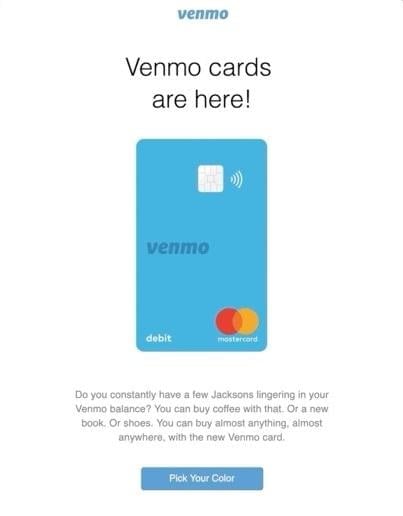 venmo
Venmo cards
are here!
venmo
debit
mastercard
Do you constantly have a few Jacksons lingering in your
Venmo balance? You can buy coffee with that. Or a new
book. Or shoes. You can buy almost anything, almost
anywhere, with the new Venmo card.
Pick Your Color